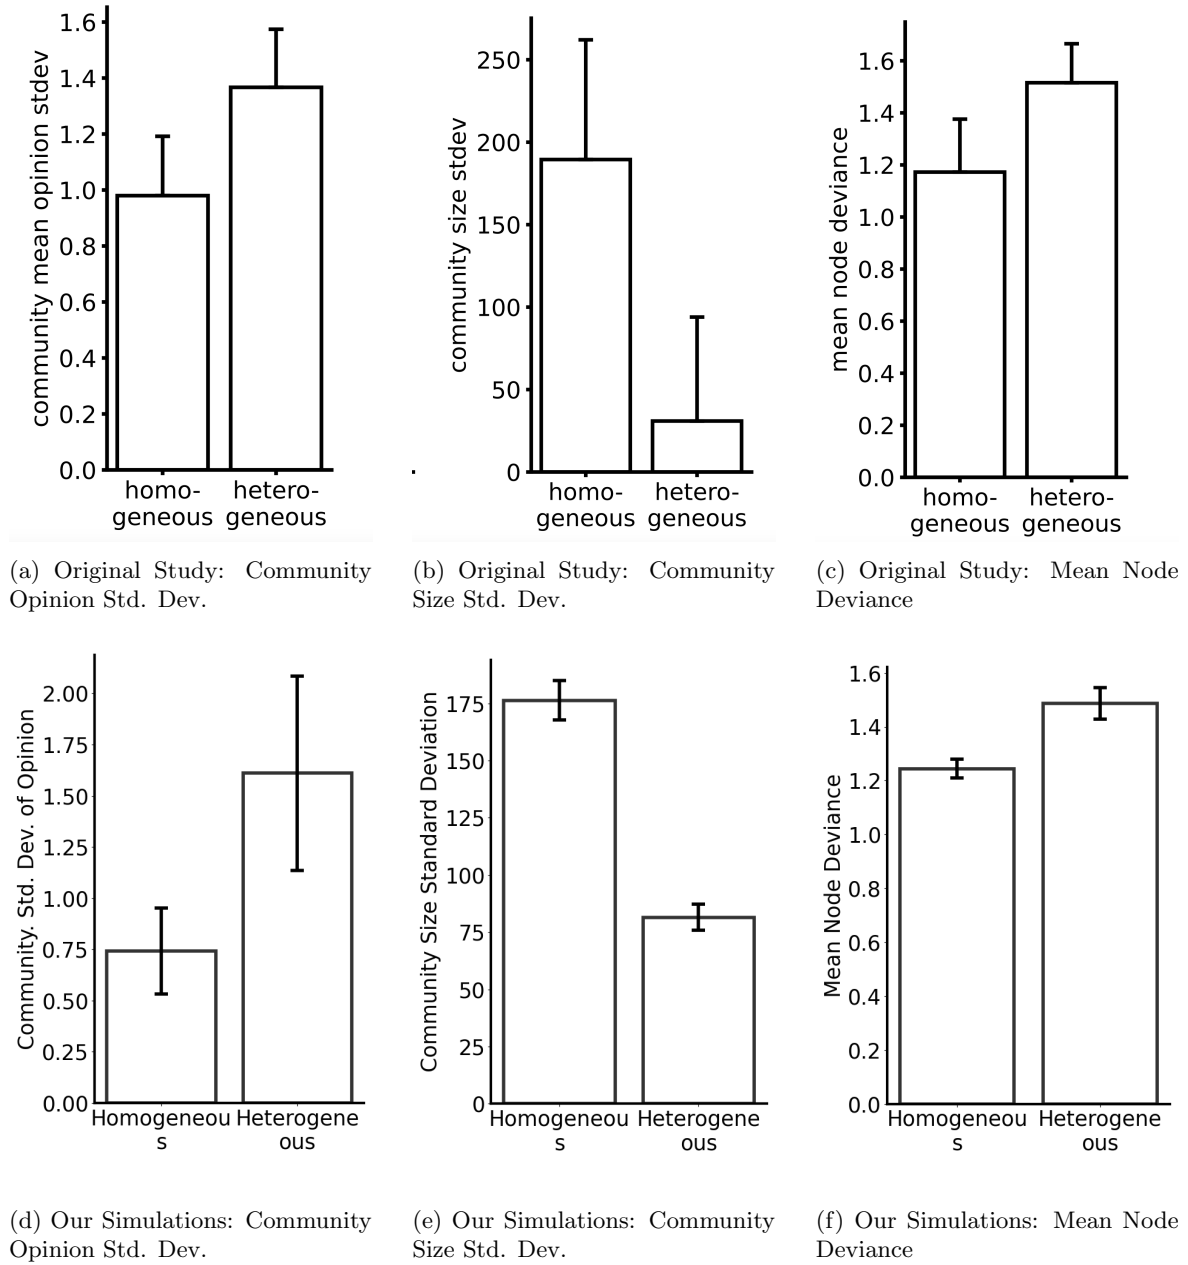 community mean opinion stdev
1.6
1.4
1.2
1.0
0.8
0.6
0.4
0.2
0.0
homo-
geneous
hetero-
geneous
(a) Original Study: Community
Opinion Std. Dev.
community size stdev
250
200
150
100
50
0
homo-
geneous
hetero-
geneous
(b) Original Study: Community
Size Std. Dev.
mean node deviance
1.6
1.4
1.2
1.0
0.8
0.6
0.4
0.2
0.0
homo-
geneous
hetero-
geneous
(c) Original Study: Mean Node
Deviance
Community. Std. Dev. of Opinion
2.00
1.75
1.50
1.25
1.00
0.75
0.50
0.25
0.00
Homogeneou
s
Heterogene
ous
(d) Our Simulations: Community
Opinion Std. Dev.
Community Size Standard Deviation
175
150
125
100
75
50
25
0
Homogeneou
s
Heterogene
ous
(e) Our Simulations: Community
Size Std. Dev.
Mean Node Deviance
1.6
1.4
1.2
1.0
0.8
0.6
0.4
0.2
0.0
Homogeneou
s
Heterogene
ous
(f) Our Simulations: Mean Node
Deviance